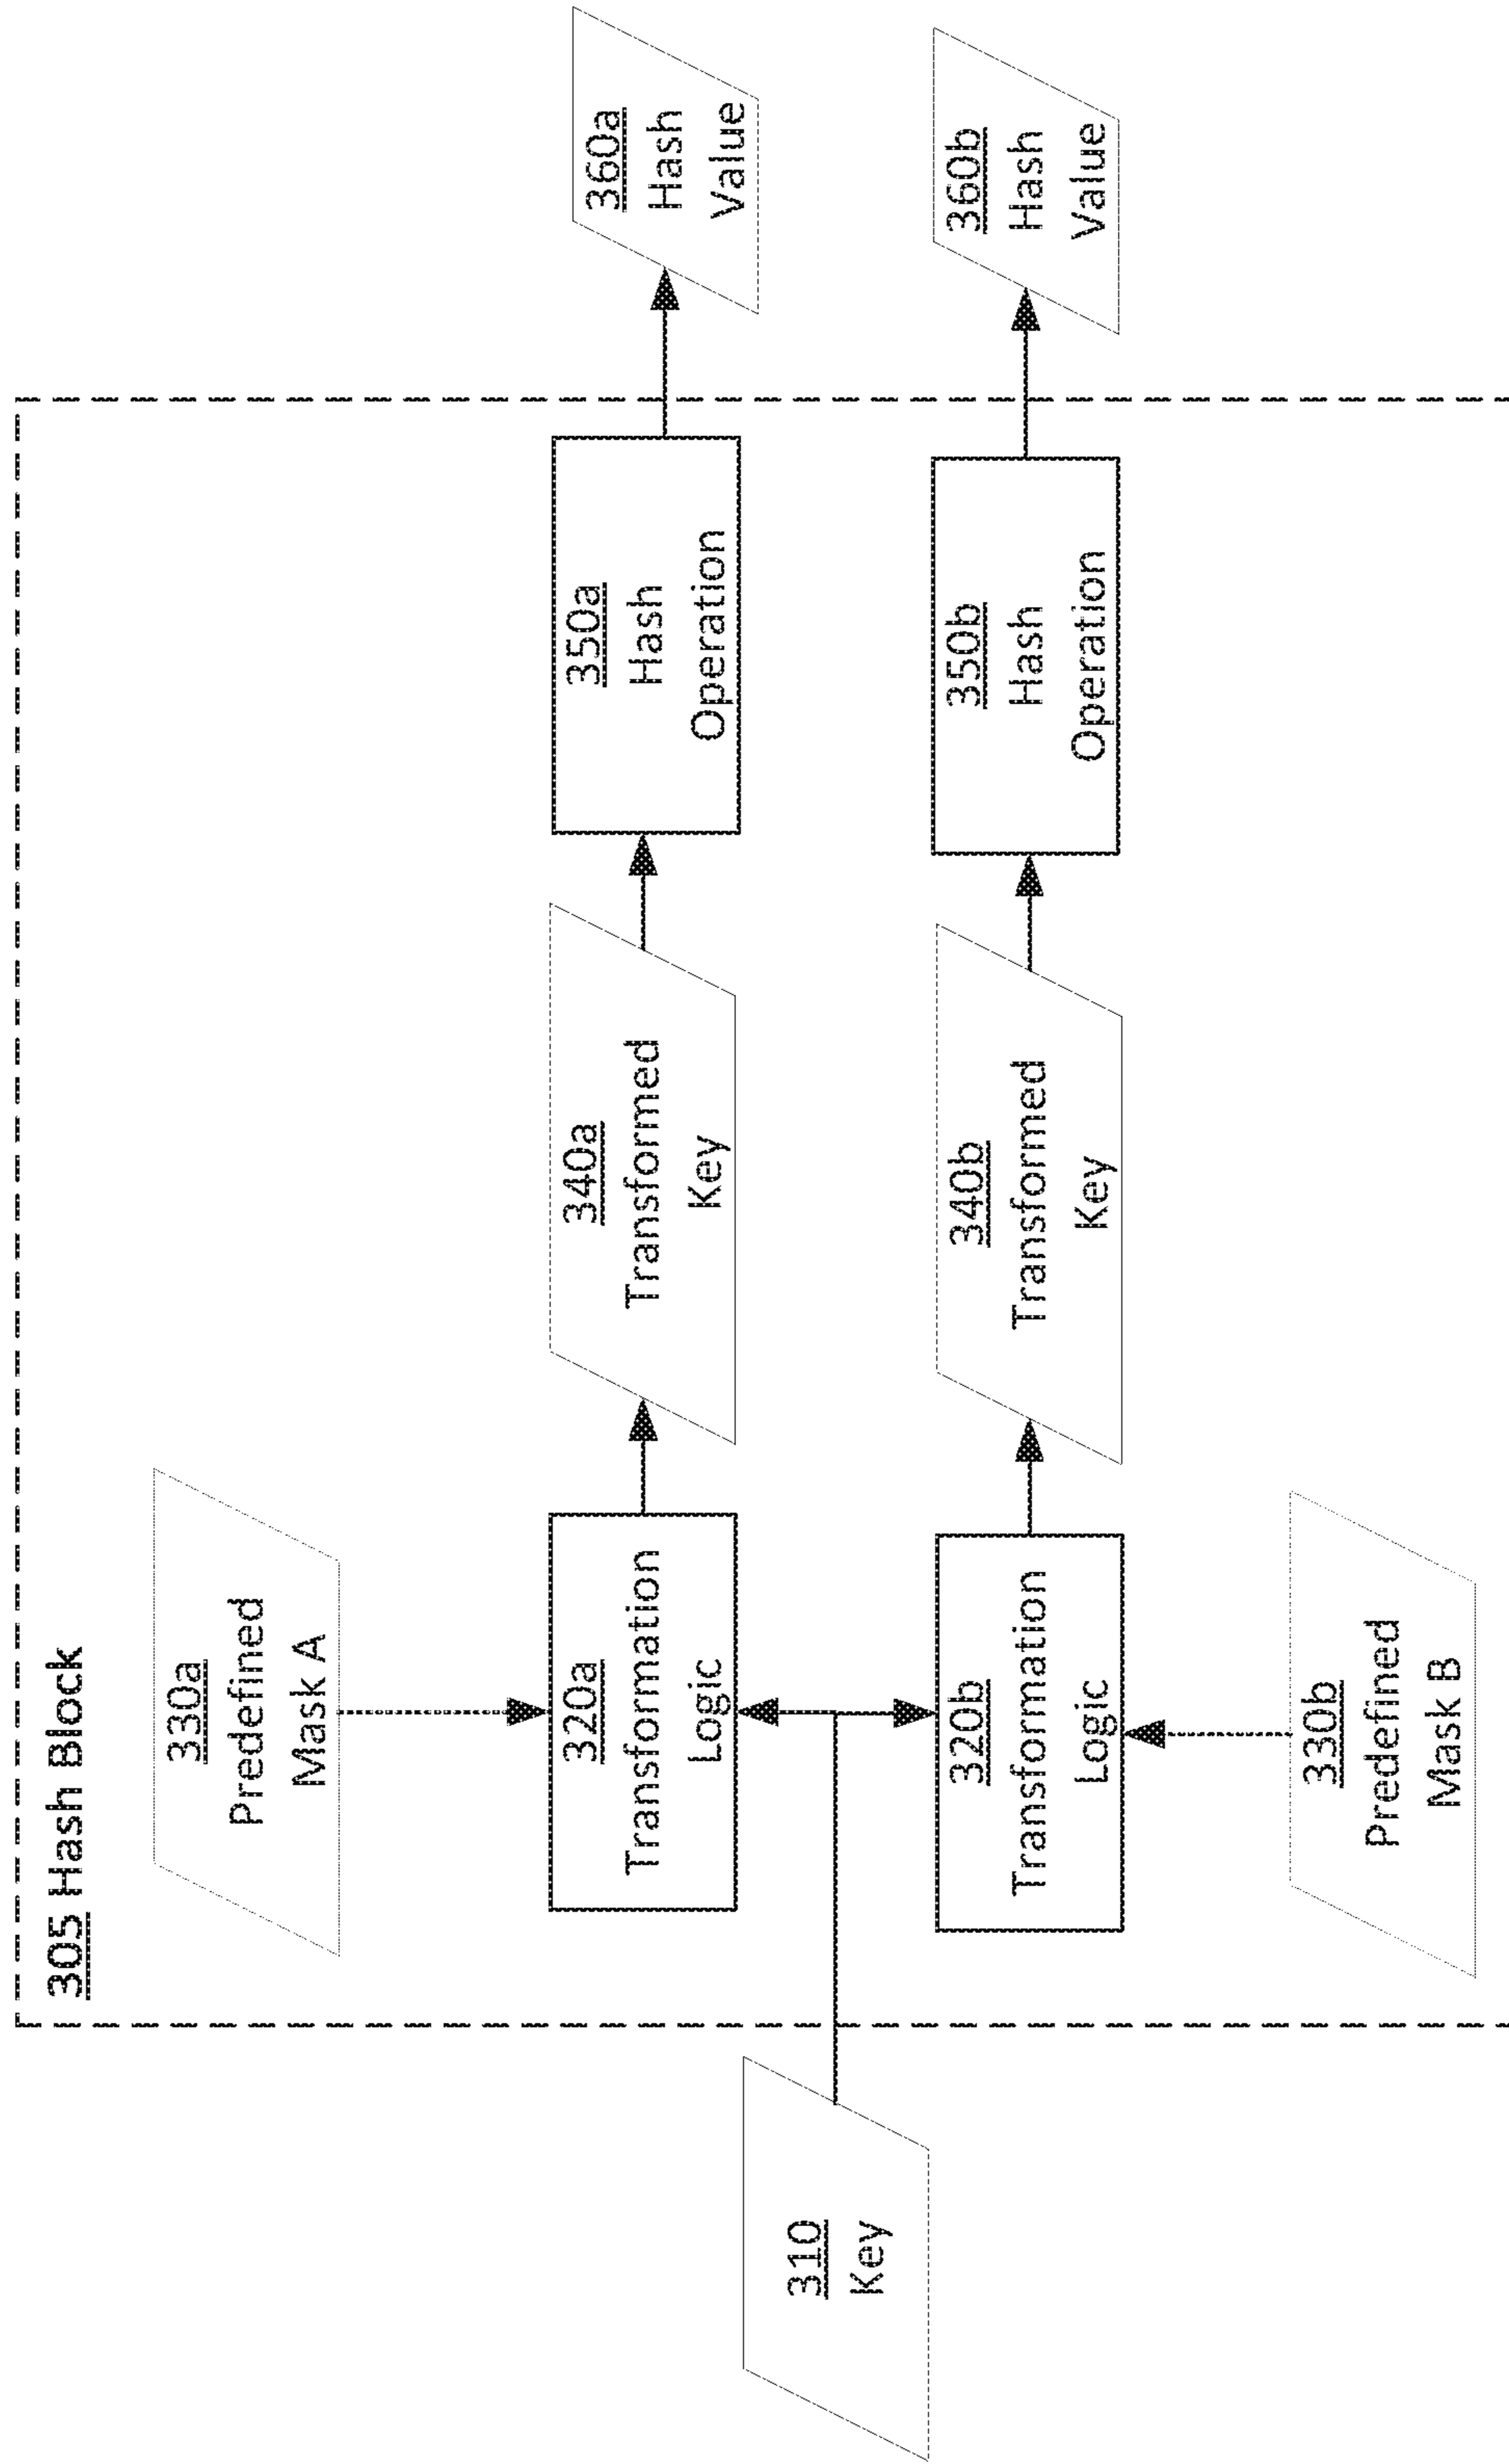 305 Hash Block
330a
Predefined
Mask A
320a
Transformation
Logic
340a
Transformed
Key
350a
Hash
Operation
360a
Hash
Value
310
Key
320b
Transformation
Logic
340b
Transformed
Key
350b
Hash
Operation
360b
Hash
Value
330b
Predefined
Mask B